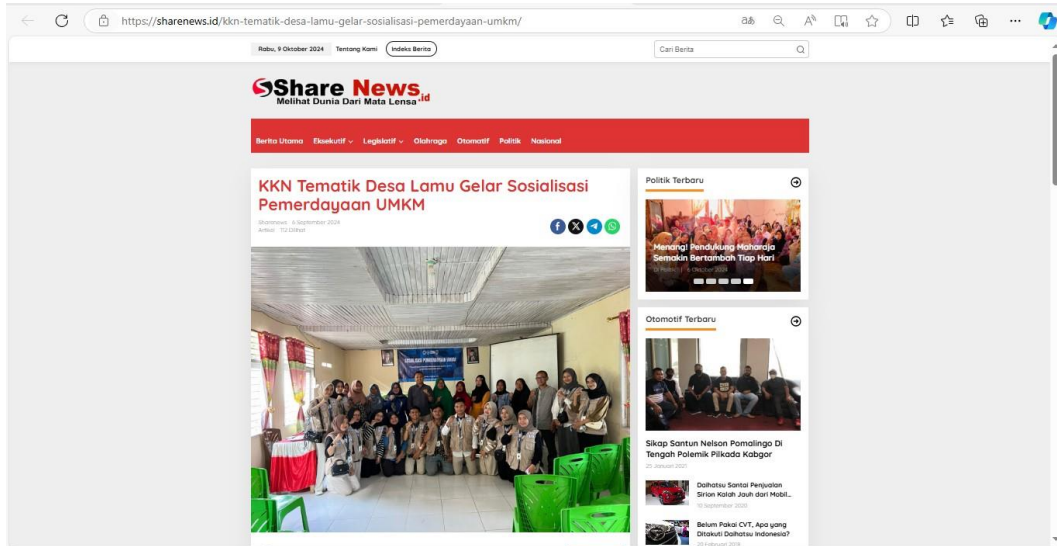 https://sharenews.id/kkn-tematik-desa-lamu-gelar-sosialisasi-pemerdayaan-umkm/
Rabu, 9 Oktober 2024 Tentang Kami Indeks Berita
Cari Berita
Share News.id
Melihat Dunia Dari Mata Lensa
Berita Utama Eksekutif Legislatif Olahraga Otomotif Politik Nasional
KKN Tematik Desa Lamu Gelar Sosialisasi
Pemerdayaan UMKM
Sharenews 6 September 2024
Artikel 112 Dilihat
Politik Terbaru
Menang! Pendukung Maharaja
Semakin Bertambah Tiap Hari
6 Oktober 2024
Otomotif Terbaru
Sikap Santun Nelson Pomalingo Di
Tengah Polemik Pilkada Kabgor
Daihatsu Santai Penjualan
Sirion Kalah Jauh dari Mobil...
10 September 2020
Belum Pakai CVT, Apa yang
Ditakuti Daihatsu Indonesia?